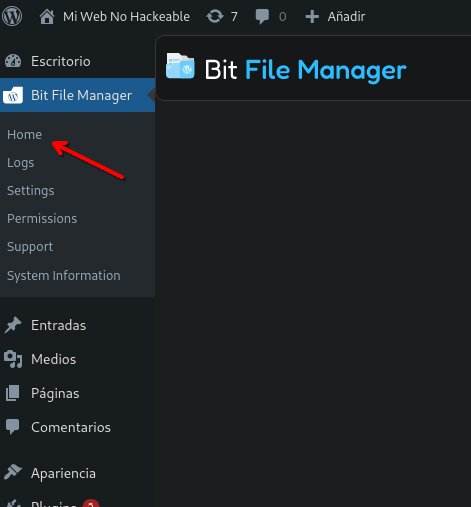 Mi Web No Hackeable 7 0 Añadir
Escritorio
Bit File Manager
Bit File Manager
Home
Logs
Settings
Permissions
Support
System Information
Entradas
Medios
Páginas
Comentarios
Apariencia
Plugins